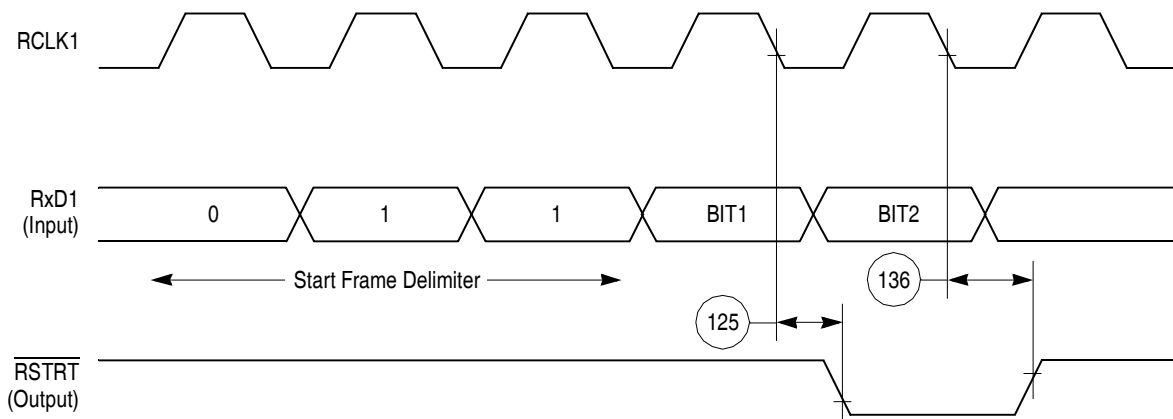 RCLK1
RxD1
(Input)
0
1
1
BIT1
BIT2
Start Frame Delimiter
136
125
RSTRT
(Output)